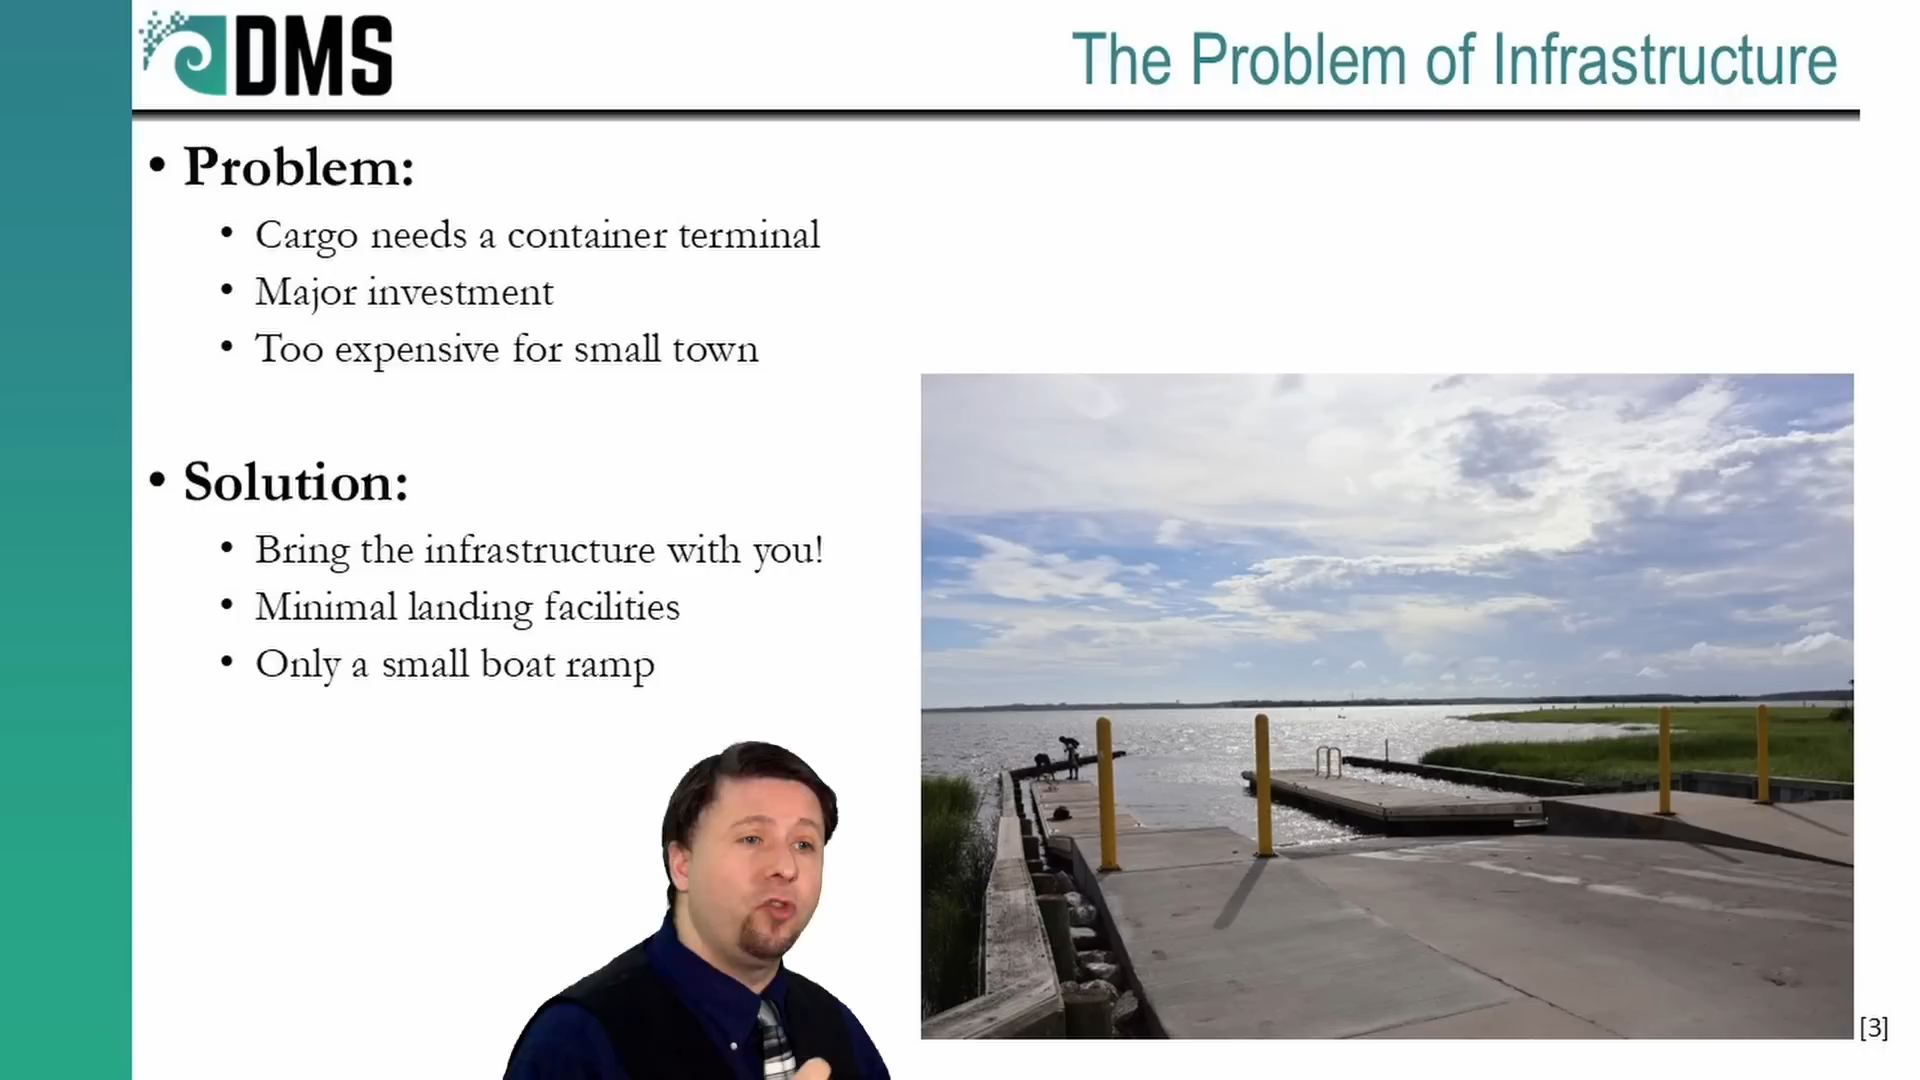 DMS
The Problem of Infrastructure
• Problem:
• Cargo needs a container terminal
• Major investment
• Too expensive for small town
• Solution:
• Bring the infrastructure with you!
• Minimal landing facilities
• Only a small boat ramp
[3]